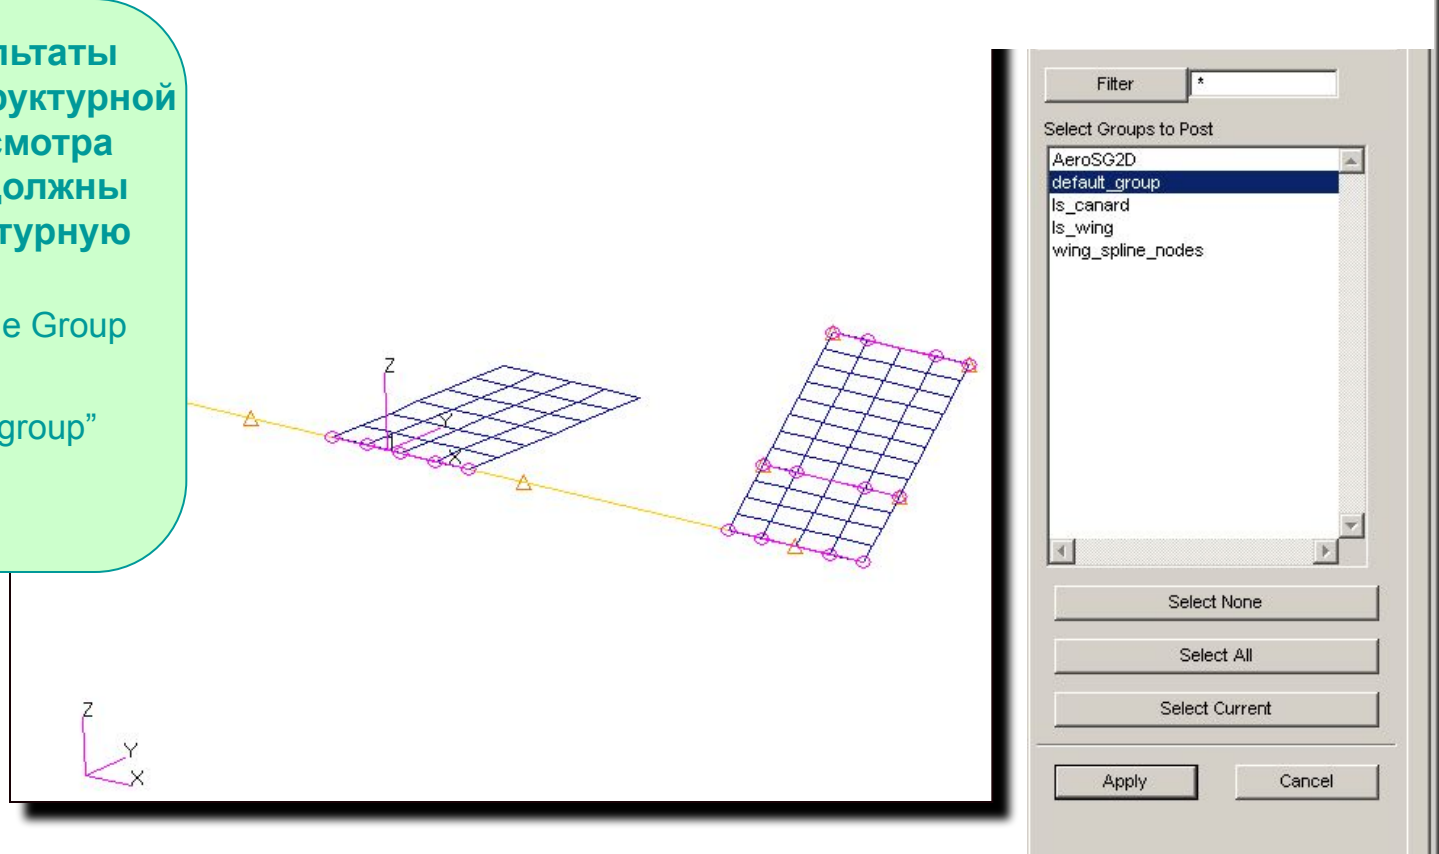 льтаты
руктурной
смотра
должны
турную
e Group
group”
Filter
*
Select Groups to Post
AeroSG2D
default_group
ls_canard
ls_wing
wing_spline_nodes
Select None
Select All
Select Current
Apply
Cancel
Z
Y
X
Z
Y
X